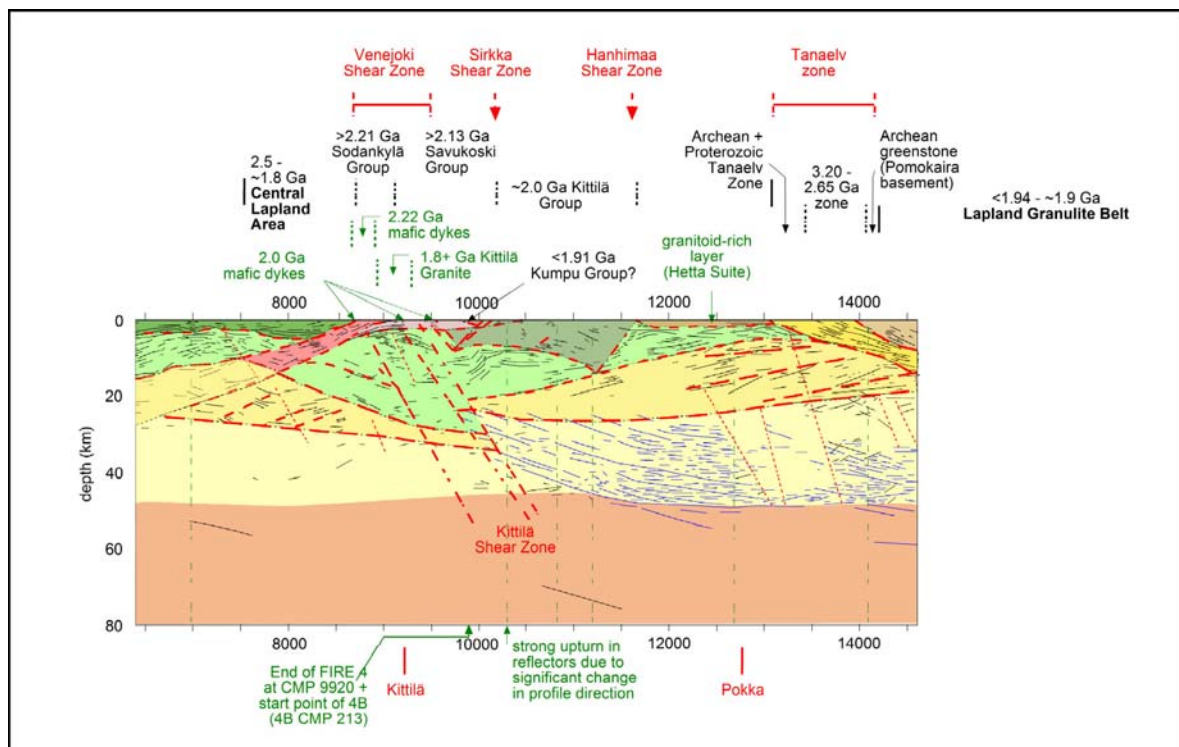 Venejoki
Shear Zone
Sirkka
Shear Zone
Hanhimaa
Shear Zone
Tanaelv
zone
2.5 -
~1.8 Ga
Central
Lapland
Area
>2.21 Ga
Sodankylä
Group
>2.13 Ga
Savukoski
Group
~2.0 Ga Kittilä
Group
Archean +
Proterozoic
Tanaelv
Zone
3.20 -
2.65 Ga
zone
Archean
greenstone
(Pomokaira
basement)
<1.94 - ~1.9 Ga
Lapland Granulite Belt
2.22 Ga
mafic dykes
2.0 Ga
mafic dykes
1.8+ Ga Kittilä
Granite
<1.91 Ga
Kumpu Group?
granitoid-rich
layer
(Hetta Suite)
8000 10000 12000 14000
0
20
40
60
80
depth (km)
Kittilä
Shear Zone
8000 10000 12000 14000
End of FIRE 4
at CMP 9920 +
start point of 4B
(4B CMP 213)
Kittilä
strong upturn in
reflectors due to
significant change
in profile direction
Pokka